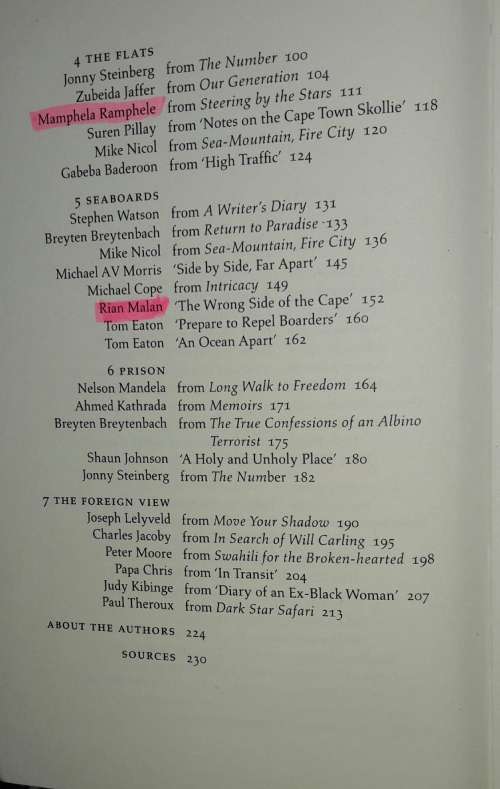 4 THE FLATS
Jonny Steinberg from The Number 100
Zubeida Jaffer from Our Generation 104
Mamphela Ramphele from Steering by the Stars 111
Suren Pillay from ‘Notes on the Cape Town Skollie’ 118
Mike Nicol from Sea-Mountain, Fire City 120
Gabeba Baderoon from ‘High Traffic’ 124
5 SEABOARDS
Stephen Watson from A Writer’s Diary 131
Breyten Breytenbach from Return to Paradise 133
Mike Nicol from Sea-Mountain, Fire City 136
Michael AV Morris ‘Side by Side, Far Apart’ 145
Michael Cope from Intricacy 149
Rian Malan ‘The Wrong Side of the Cape’ 152
Tom Eaton ‘Prepare to Repel Boarders’ 160
Tom Eaton ‘An Ocean Apart’ 162
6 PRISON
Nelson Mandela from Long Walk to Freedom 164
Ahmed Kathrada from Memoirs 171
Breyten Breytenbach from The True Confessions of an Albino
Terrorist 175
Shaun Johnson ‘A Holy and Unholy Place’ 180
Jonny Steinberg from The Number 182
7 THE FOREIGN VIEW
Joseph Lelyveld from Move Your Shadow 190
Charles Jacoby from In Search of Will Carling 195
Peter Moore from Swahili for the Broken-hearted 198
Papa Chris from ‘In Transit’ 204
Judy Kibinge from ‘Diary of an Ex-Black Woman’ 207
Paul Theroux from Dark Star Safari 213
ABOUT THE AUTHORS 224
SOURCES 230